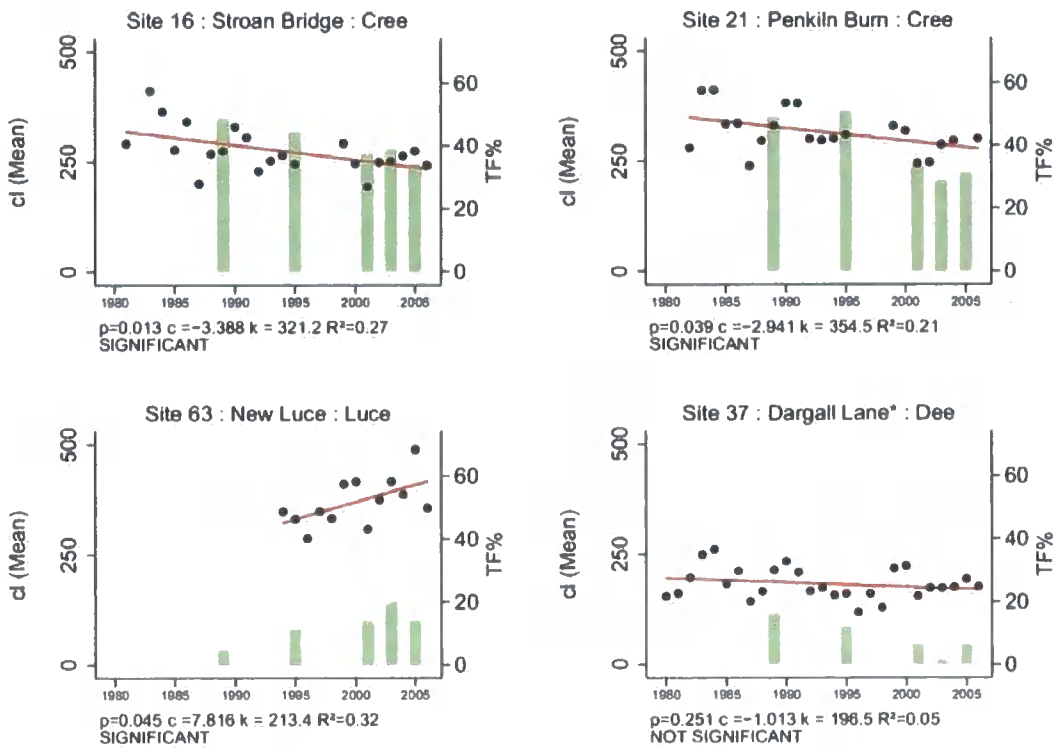 Site 16 : Stroan Bridge : Cree
cl (Mean)
500
250
0
TF%
60
40
20
0
1980 1985 1990 1995 2000 2005
p=0.013 c =-3.388 k = 321.2 R²=0.27
SIGNIFICANT
Site 21 : Penkiln Burn : Cree
cl (Mean)
500
250
0
TF%
60
40
20
0
1980 1985 1990 1995 2000 2005
p=0.039 c =-2.941 k = 354.5 R²=0.21
SIGNIFICANT
Site 63 : New Luce : Luce
cl (Mean)
500
250
0
TF%
60
40
20
0
1980 1985 1990 1995 2000 2005
p=0.045 c =7.816 k = 213.4 R²=0.32
SIGNIFICANT
Site 37 : Dargall Lane* : Dee
cl (Mean)
500
250
0
TF%
60
40
20
0
1980 1985 1990 1995 2000 2005
p=0.251 c =-1.013 k = 196.5 R²=0.05
NOT SIGNIFICANT